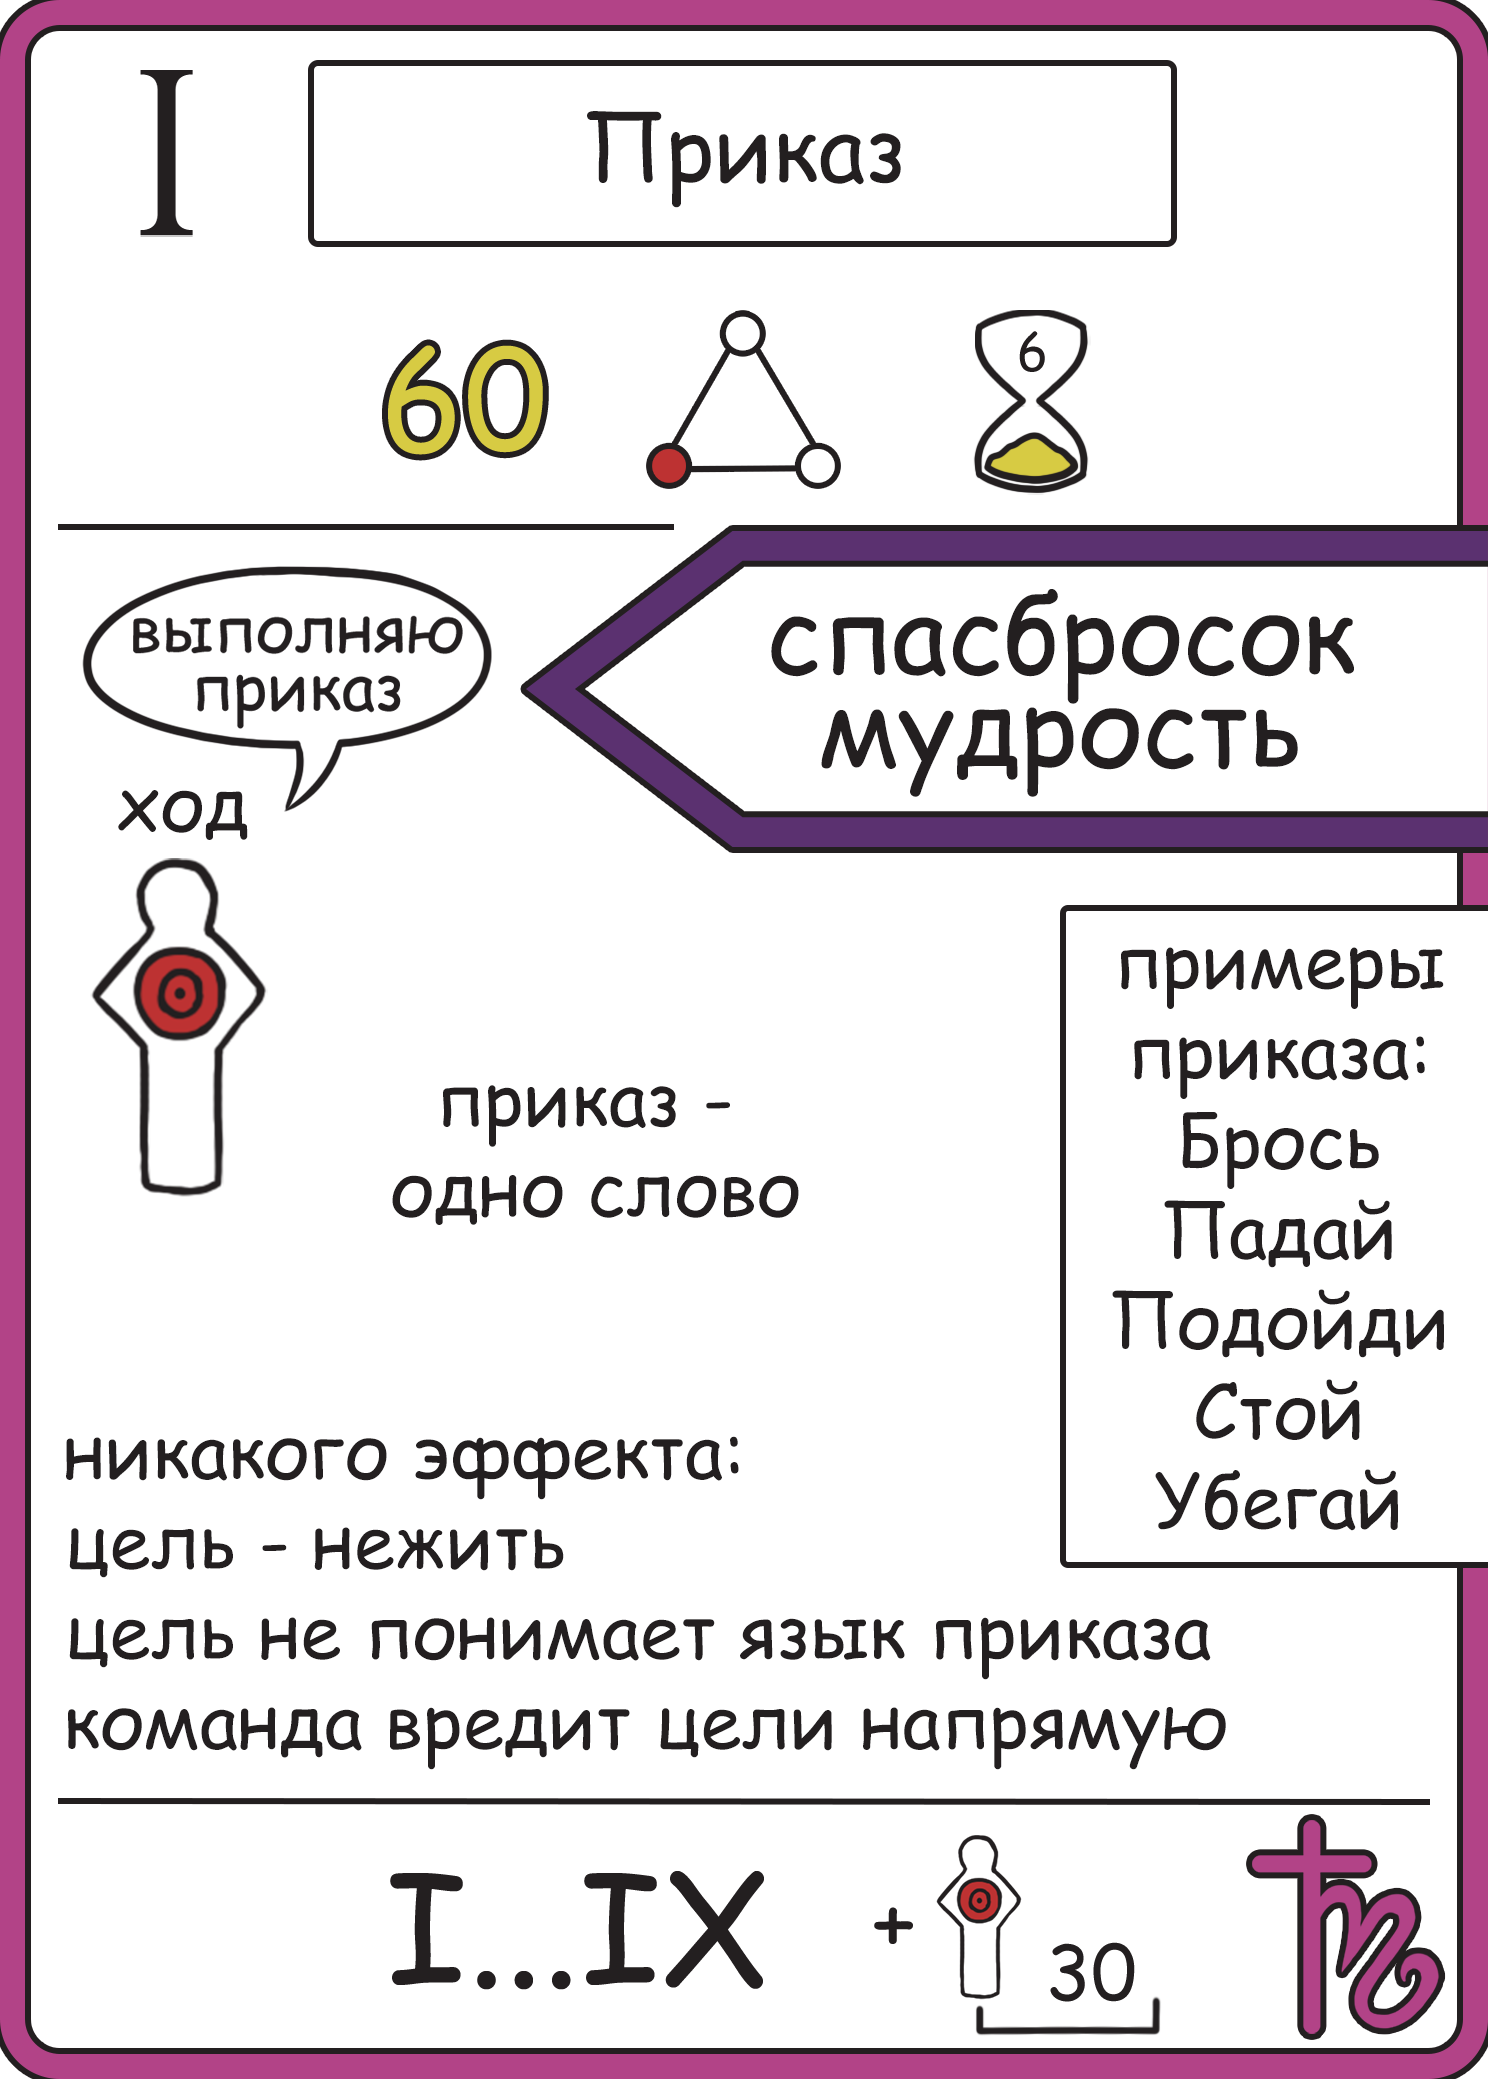 I
Приказ
60
6
выполняю
приказ
спасбросок
мудрость
ход
приказ -
одно слово
примеры
приказа:
Брось
Падай
Подойди
Стой
Убегай
никакого эффекта:
цель - нежить
цель не понимает язык приказа
команда вредит цели напрямую
I...IX
+
30